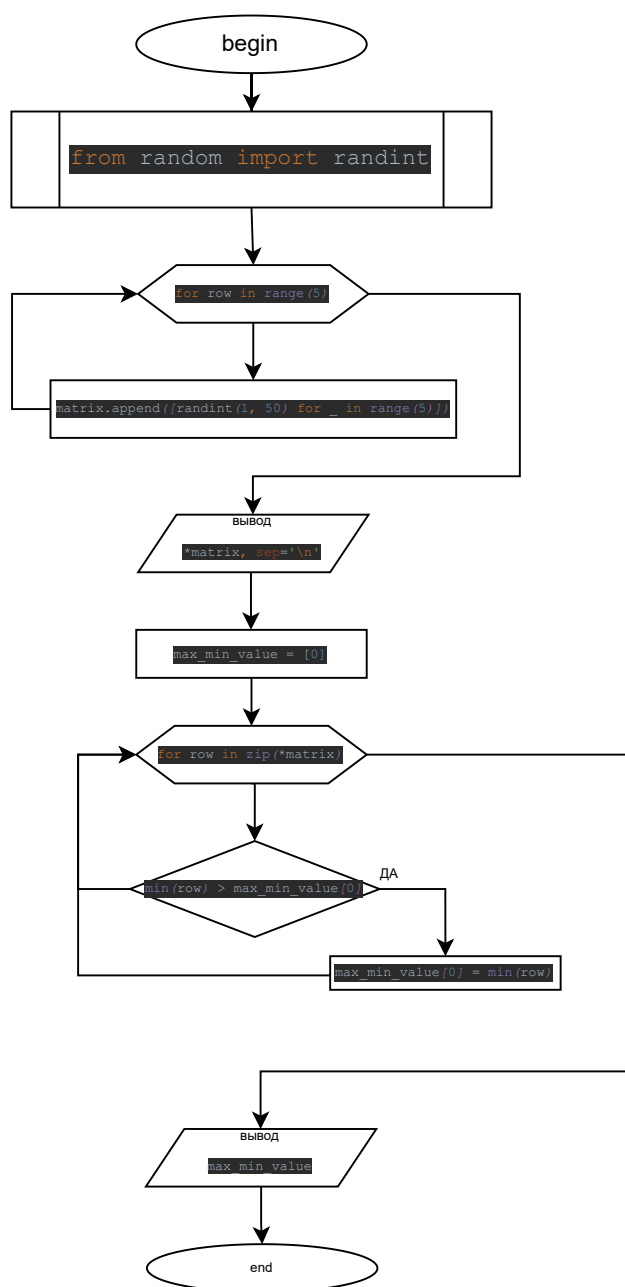 begin
from random import randint
for row in range(5)
matrix.append([randint(1, 50) for _ in range(5)])
вывод
*matrix, sep='\n'
max_min_value = [0]
for row in zip(*matrix)
min(row) > max_min_value[0]
ДА
max_min_value[0] = min(row)
вывод
max_min_value
end